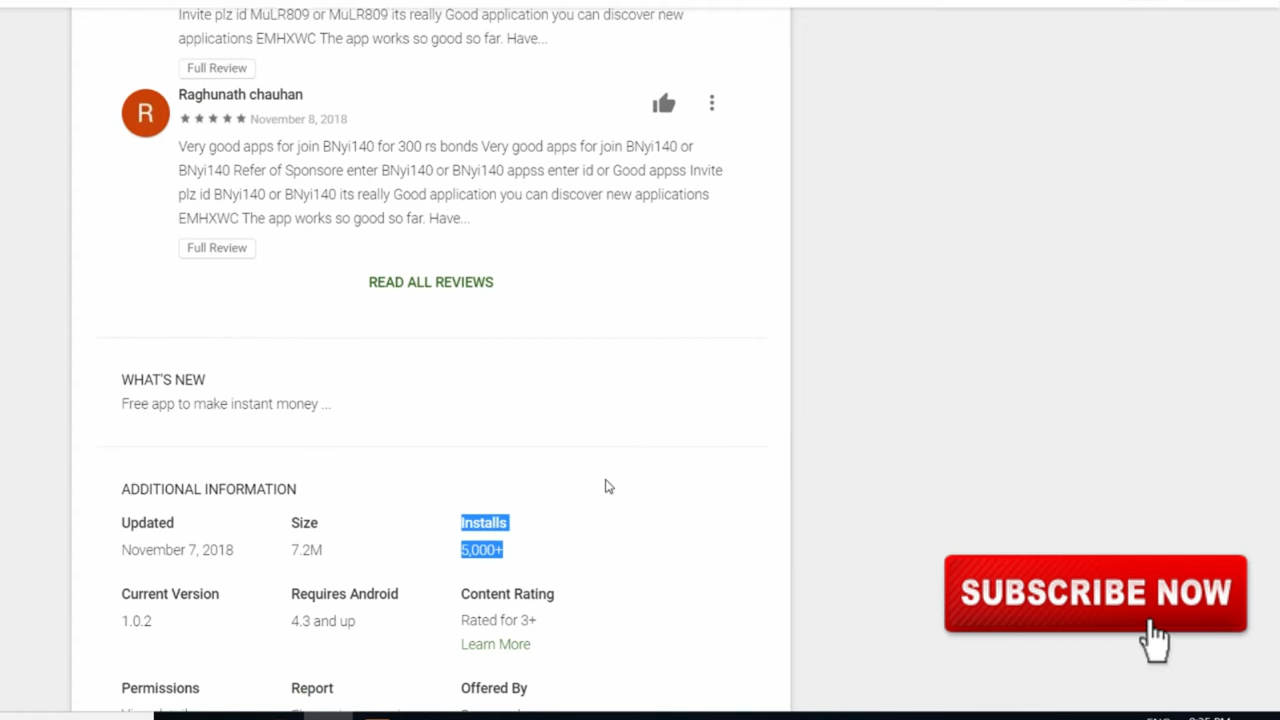 Invite plz id MuLR809 or MuLR809 its really Good application you can discover new
applications EMHXWC The app works so good so far. Have...
Full Review
Raghunath chauhan
R
November 8, 2018
Very good apps for join BNyi140 for 300 rs bonds Very good apps for join BNyi140 or
BNyi140 Refer of Sponsore enter BNyi140 or BNyi140 appss enter id or Good appss Invite
plz id BNyi140 or BNyi140 its really Good application you can discover new applications
EMHXWC The app works so good so far. Have...
Full Review
READ ALL REVIEWS
WHAT'S NEW
Free app to make instant money ...
ADDITIONAL INFORMATION
Updated Size Installs
November 7, 2018 7.2M 5,000+
Current Version Requires Android Content Rating
1.0.2 4.3 and up Rated for 3+
Learn More
SUBSCRIBE NOW
Permissions Report Offered By